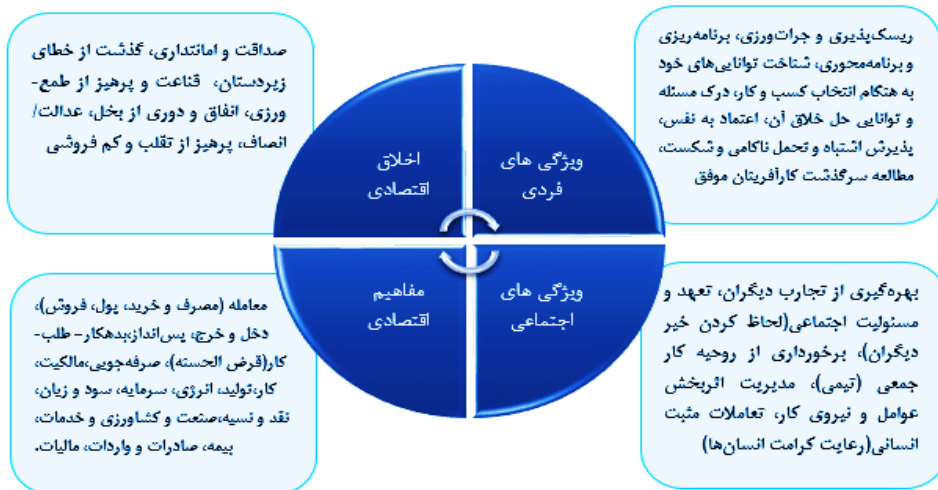 ریسک‌پذیری و جرات‌ورزی، برنامه‌ریزی
و برنامه‌محوری، شناخت توانایی‌های خود
به هنگام انتخاب کسب و کار، درک مسئله
و توانایی حل خلاق آن، اعتماد به نفس،
پذیرش اشتباه و تحمل ناکامی و شکست،
مطالعه سرگذشت کارآفرینان موفق
صداقت و امانتداری، گذشت از خطای
زیردستان، قناعت و پرهیز از طمع-
ورزی، انفاق و دوری از بخل، عدالت/
انصاف، پرهیز از تقلب و کم فروشی
ویژگی های
فردی
اخلاق
اقتصادی
ویژگی های
اجتماعی
مفاهیم
اقتصادی
بهره‌گیری از تجارب دیگران، تعهد و
مسئولیت اجتماعی(لحاظ کردن خیر
دیگران)، برخورداری از روحیه کار
جمعی (تیمی)، مدیریت اثربخش
عوامل و نیروی کار، تعاملات مثبت
انسانی(رعایت کرامت انسان‌ها)
معامله (مصرف و خرید، پول، فروش)،
دخل و خرج، پس‌انداز،بدهکار- طلب-
کار(قرض الحسنه)، صرفه‌جویی،مالکیت،
کار،تولید، انرژی، سرمایه، سود و زیان،
نقد و نسیه،صنعت و کشاورزی و خدمات،
بیمه، صادرات و واردات، مالیات.